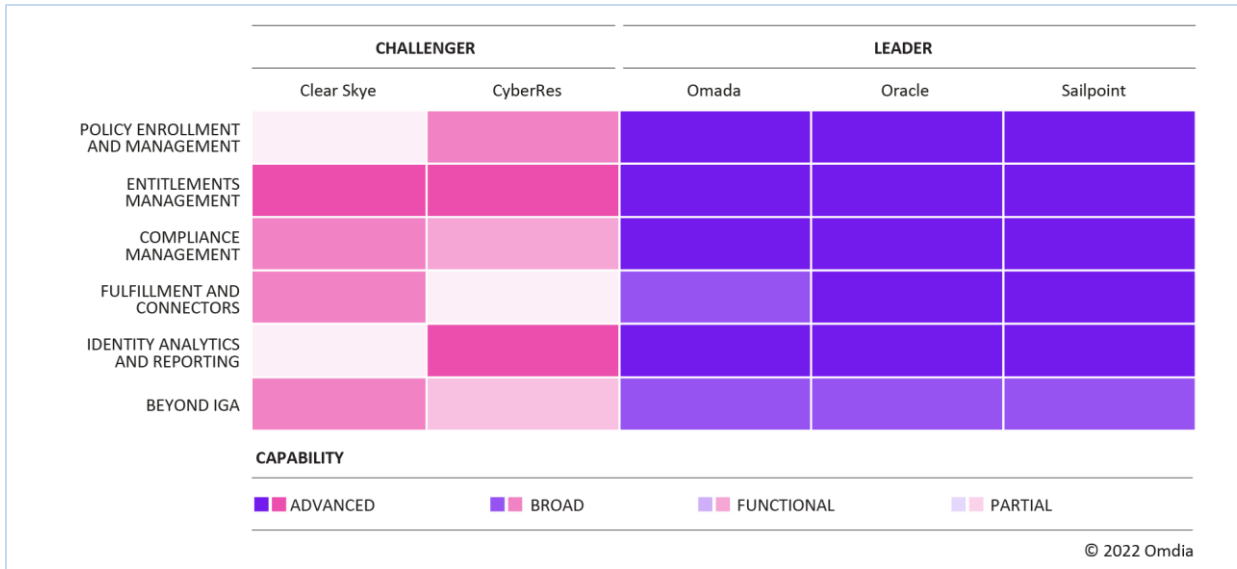 CHALLENGER
LEADER
Clear Skye
CyberRes
Omada
Oracle
Sailpoint
POLICY ENROLLMENT
AND MANAGEMENT
ENTITLEMENTS
MANAGEMENT
COMPLIANCE
MANAGEMENT
FULFILLMENT AND
CONNECTORS
IDENTITY ANALYTICS
AND REPORTING
BEYOND IGA
CAPABILITY
ADVANCED
BROAD
FUNCTIONAL
PARTIAL
© 2022 Omdia